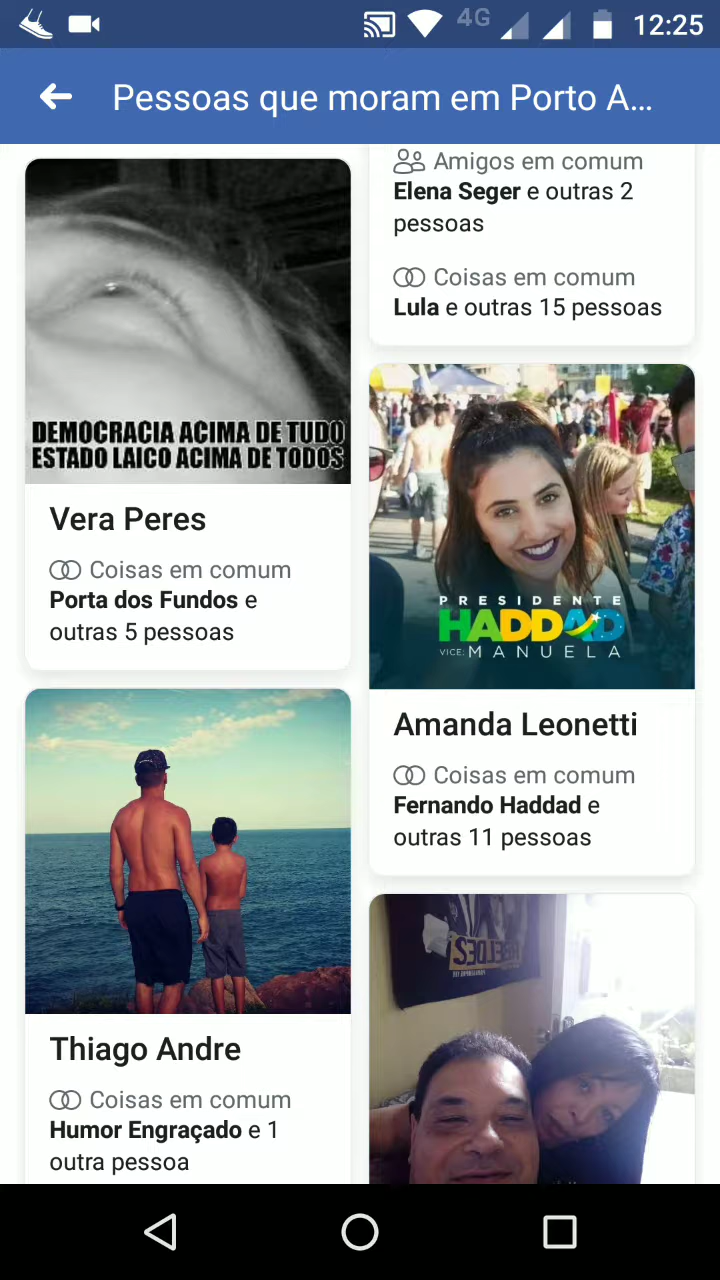 4G 12:25
Pessoas que moram em Porto A...
DEMOCRACIA ACIMA DE TUDO
ESTADO LAICO ACIMA DE TODOS
Vera Peres
Coisas em comum
Porta dos Fundos e
outras 5 pessoas
Thiago Andre
Coisas em comum
Humor Engraçado e 1
outra pessoa
Amigos em comum
Elena Seger e outras 2
pessoas
Coisas em comum
Lula e outras 15 pessoas
PRESIDENTE
HADDAD
VICE: MANUELA
Amanda Leonetti
Coisas em comum
Fernando Haddad e
outras 11 pessoas